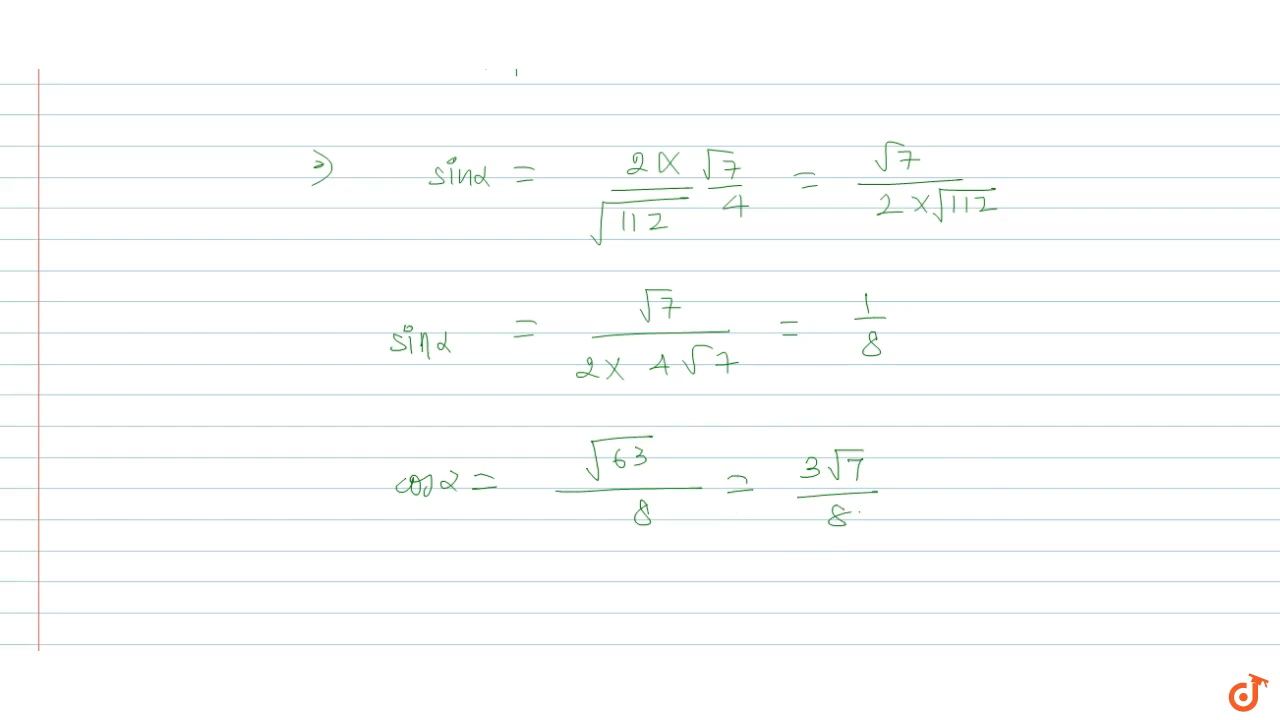 ⇒ sinα = 2/√112 × √7/4 = √7/(2×√112)
sinα = √7/(2×4√7) = 1/8
cosα = √63/8 = 3√7/8